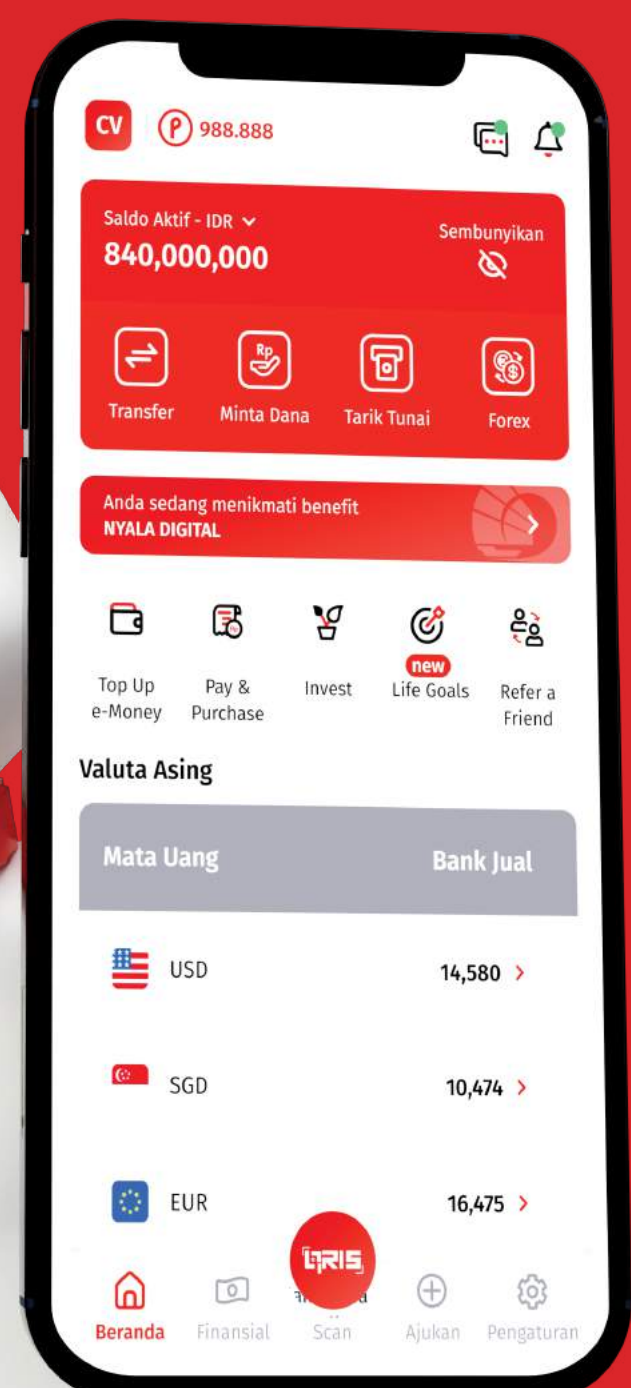 CV
988.888
Saldo Aktif - IDR
840,000,000
Sembunyikan
Rp
Transfer
Minta Dana
Tarik Tunai
Forex
Anda sedang menikmati benefit
NYALA DIGITAL
new
Top Up
e-Money
Pay &
Purchase
Invest
Life Goals
Refer a
Friend
Valuta Asing
Mata Uang
Bank Jual
USD
14,580
SGD
10,474
EUR
16,475
QRIS
Beranda
Finansial
Scan
Ajukan
Pengaturan